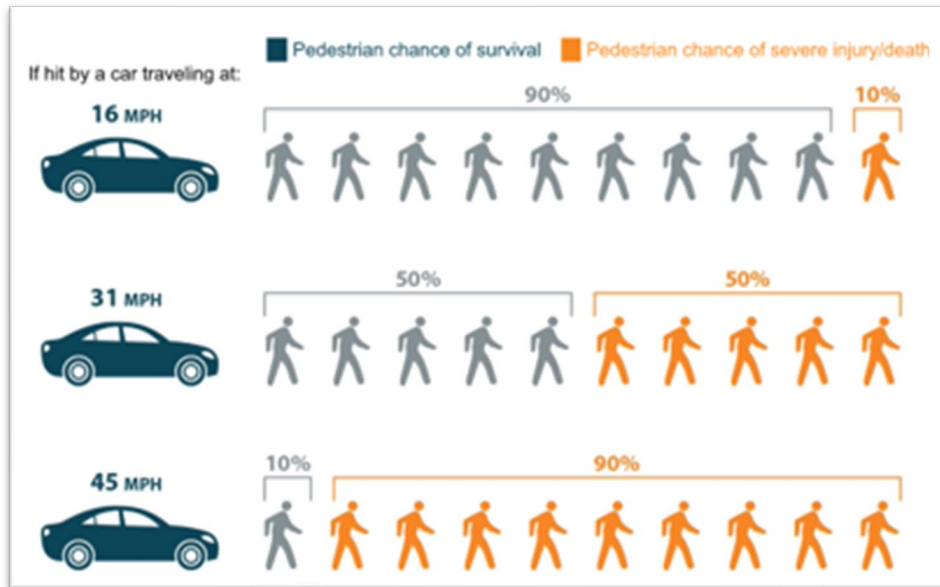 Pedestrian chance of survival Pedestrian chance of severe injury/death
If hit by a car traveling at:
16 MPH
90% 10%
31 MPH
50% 50%
45 MPH
10% 90%